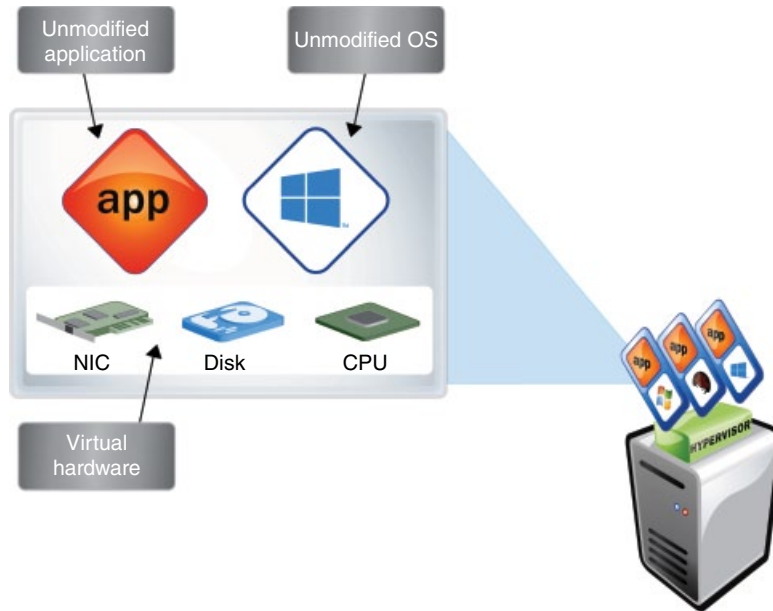 Unmodified
application
Unmodified OS
app
NIC
Disk
CPU
Virtual
hardware
app
app
app
HYPERVISOR